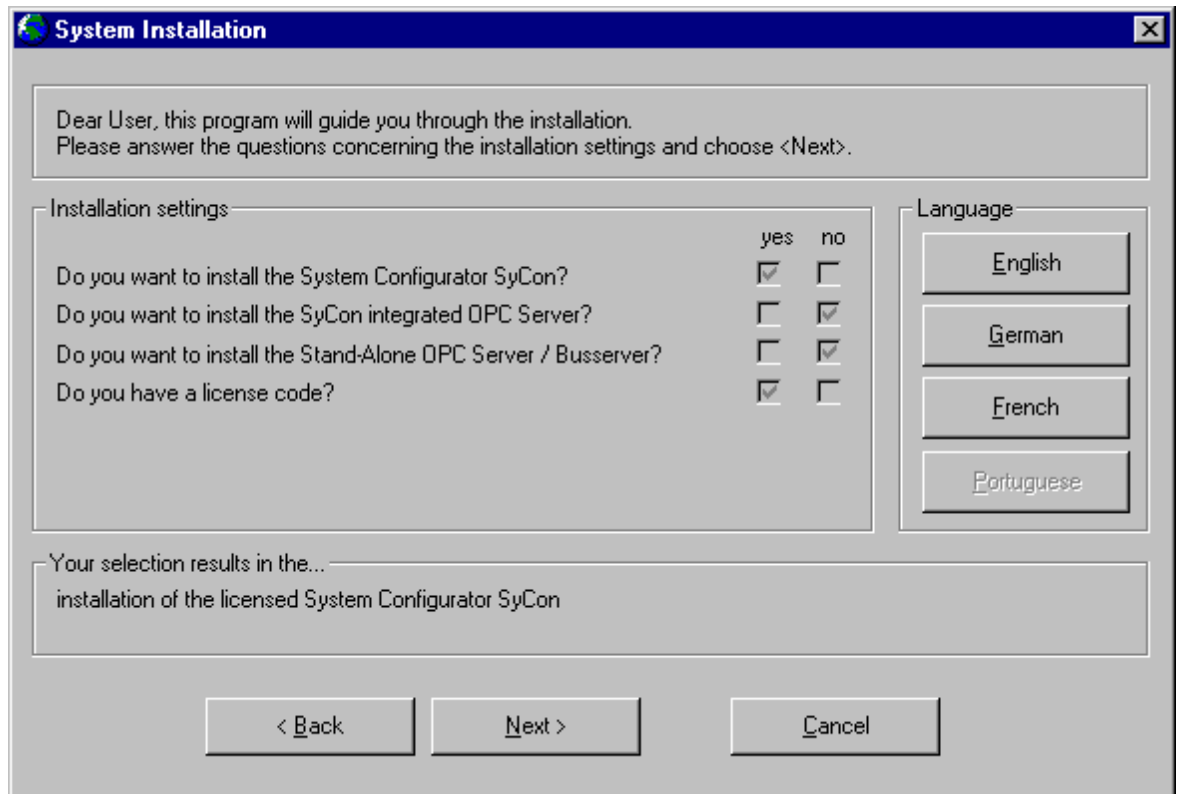 System Installation
Dear User, this program will guide you through the installation.
Please answer the questions concerning the installation settings and choose <Next>.
Installation settings
yes no
Do you want to install the System Configurator SyCon?
Do you want to install the SyCon integrated OPC Server?
Do you want to install the Stand-Alone OPC Server / Busserver?
Do you have a license code?
Language
English
German
French
Portuguese
Your selection results in the...
installation of the licensed System Configurator SyCon
< Back
Next >
Cancel